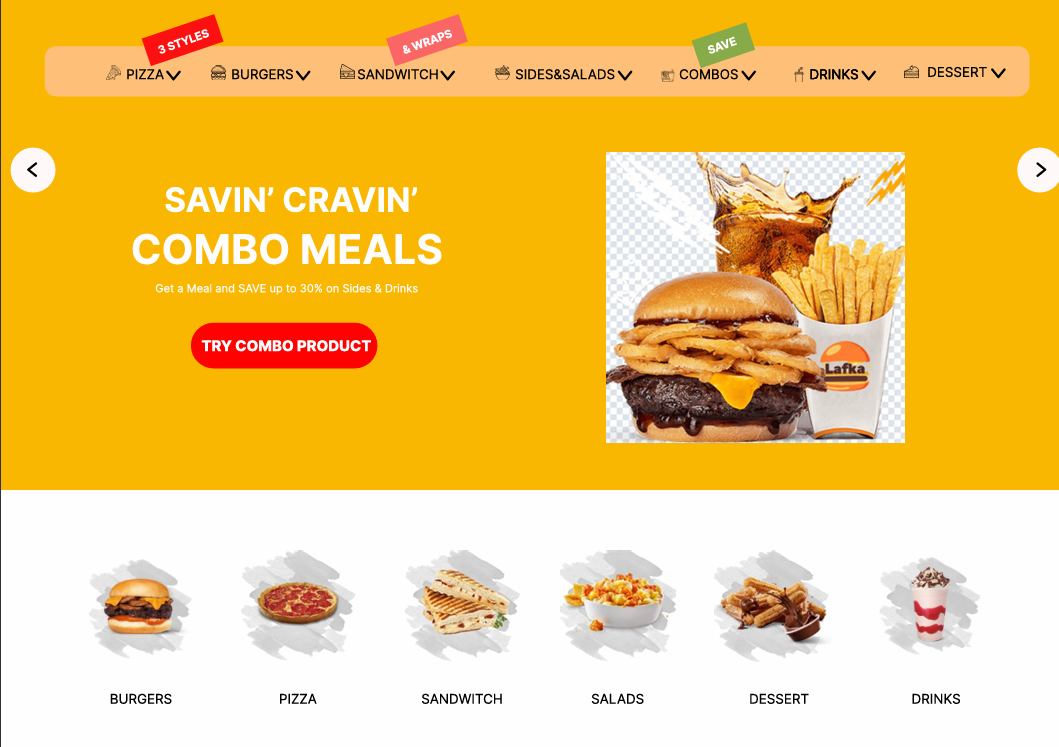 3 STYLES
& WRAPS
SAVE
PIZZA
BURGERS
SANDWITCH
SIDES&SALADS
COMBOS
DRINKS
DESSERT
SAVIN’ CRAVIN’
COMBO MEALS
Get a Meal and SAVE up to 30% on Sides & Drinks
TRY COMBO PRODUCT
Lafka
BURGERS
PIZZA
SANDWITCH
SALADS
DESSERT
DRINKS